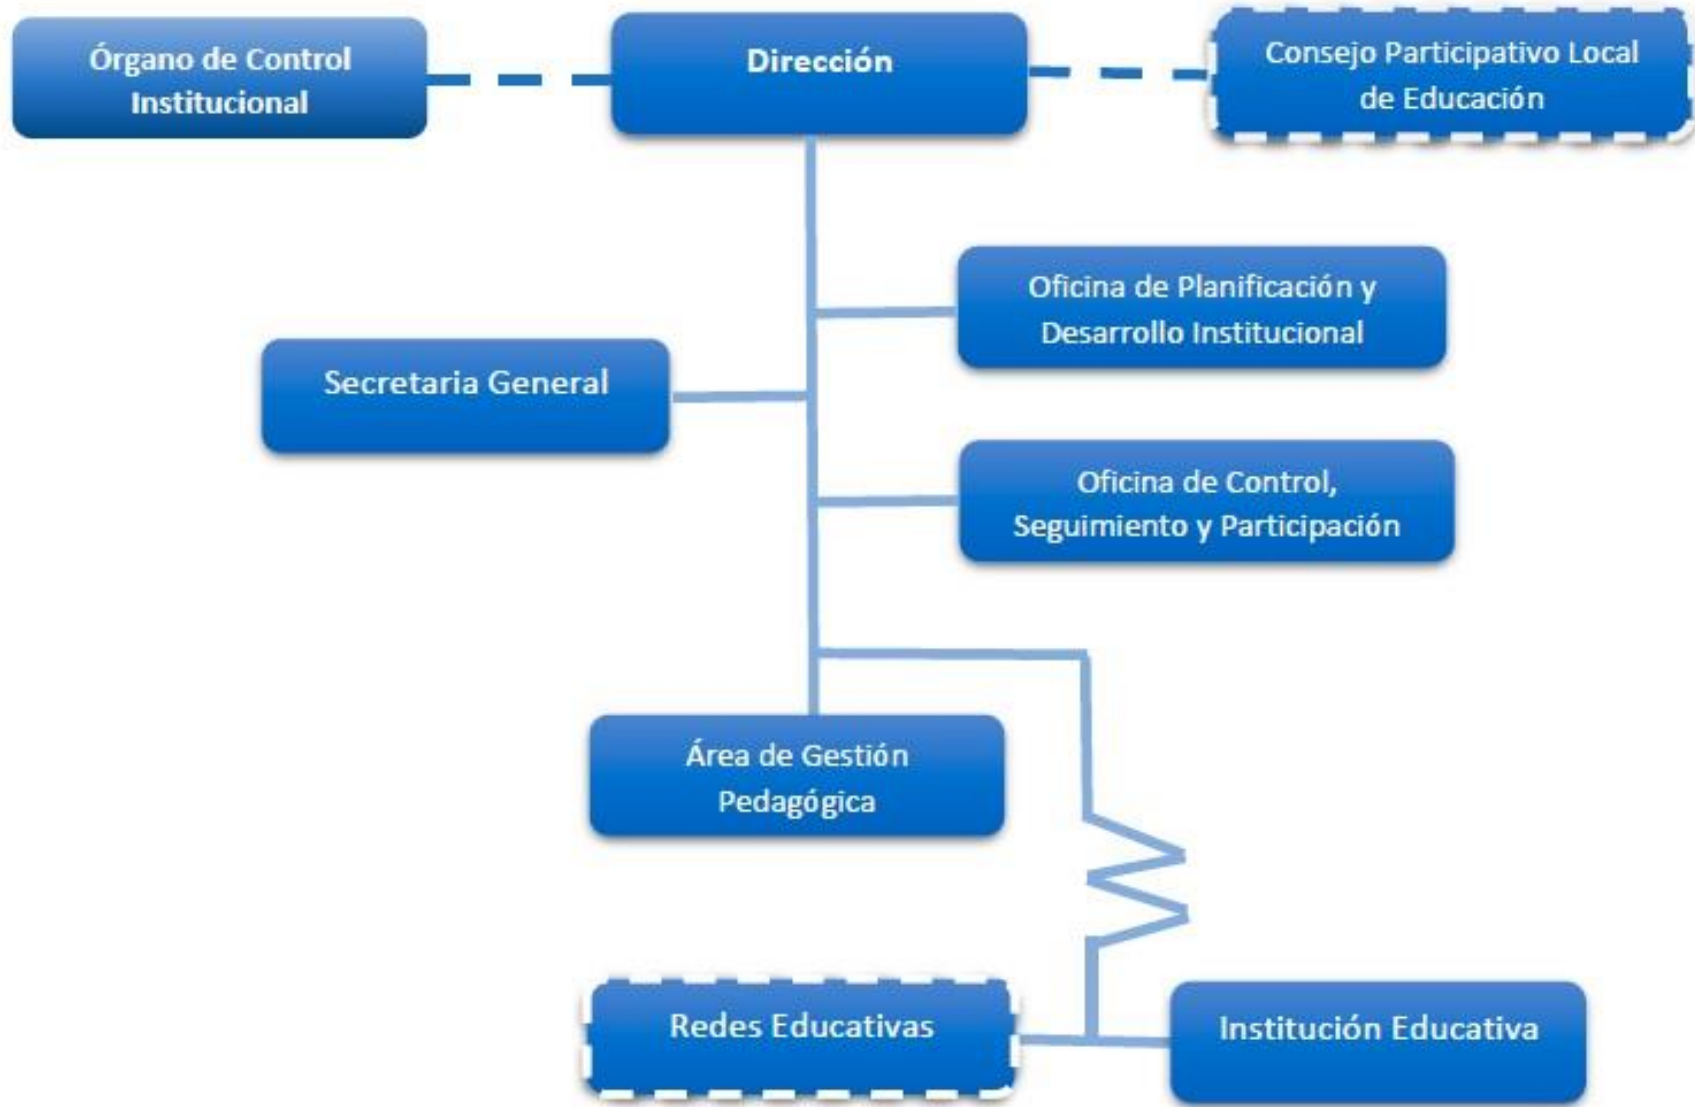 Órgano de Control
Institucional
Dirección
Consejo Participativo Local
de Educación
Oficina de Planificación y
Desarrollo Institucional
Secretaria General
Oficina de Control,
Seguimiento y Participación
Área de Gestión
Pedagógica
Redes Educativas
Institución Educativa